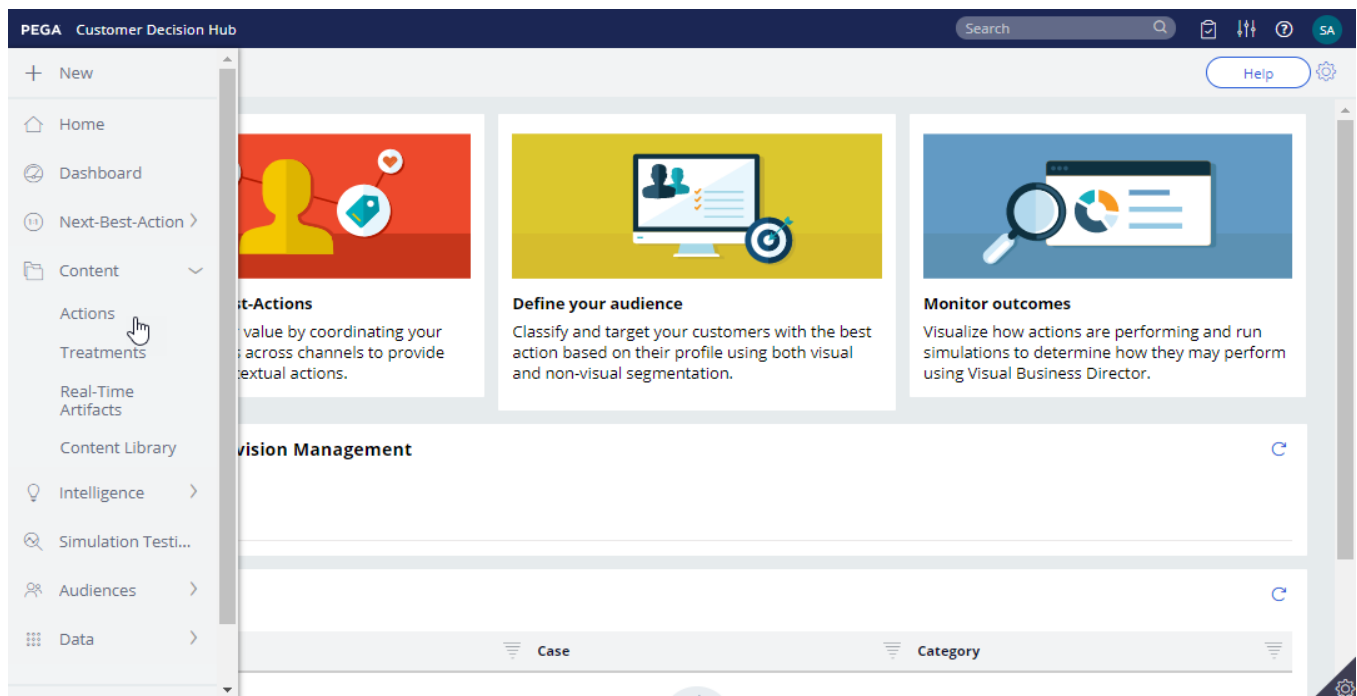 PEGA Customer Decision Hub
Search
SA
New
Help
Home
Dashboard
Next-Best-Action
Content
Actions
Treatments
Real-Time
Artifacts
Content Library
Intelligence
Simulation Testi...
Audiences
Data
st-Actions
value by coordinating your
across channels to provide
textual actions.
Define your audience
Classify and target your customers with the best
action based on their profile using both visual
and non-visual segmentation.
Monitor outcomes
Visualize how actions are performing and run
simulations to determine how they may perform
using Visual Business Director.
vision Management
Case
Category